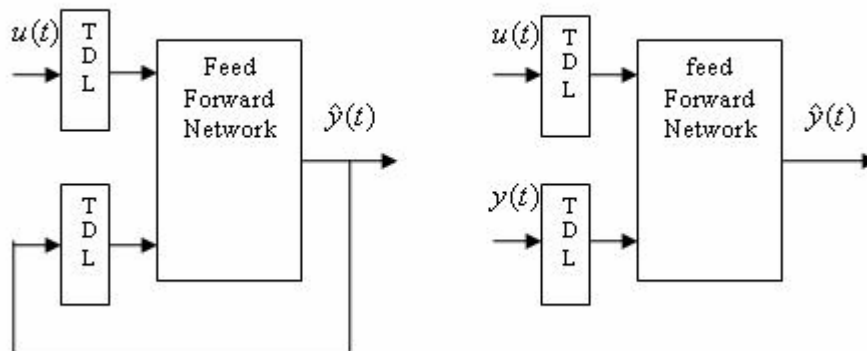 u(t)
T
D
L
Feed
Forward
Network
ŷ(t)
T
D
L
u(t)
T
D
L
feed
Forward
Network
ŷ(t)
y(t)
T
D
L